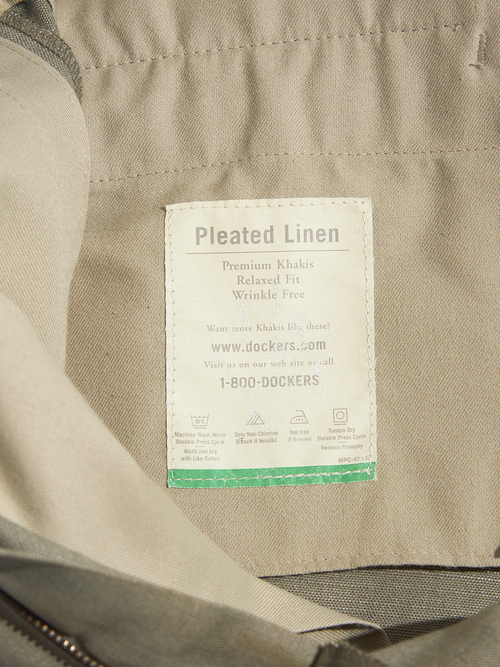 Pleated Linen
Premium Khakis
Relaxed Fit
Wrinkle Free
Want more Khakis like these?
www.dockers.com
Visit us on our web site or call
1-800-DOCKERS
Machine Wash Warm
Durable Press Cycle
Wash and Dry
with Like Colors
Only Non-Chlorine
Bleach If Needed
Hot Iron
If Needed
Tumble Dry
Durable Press Cycle
Remove Promptly